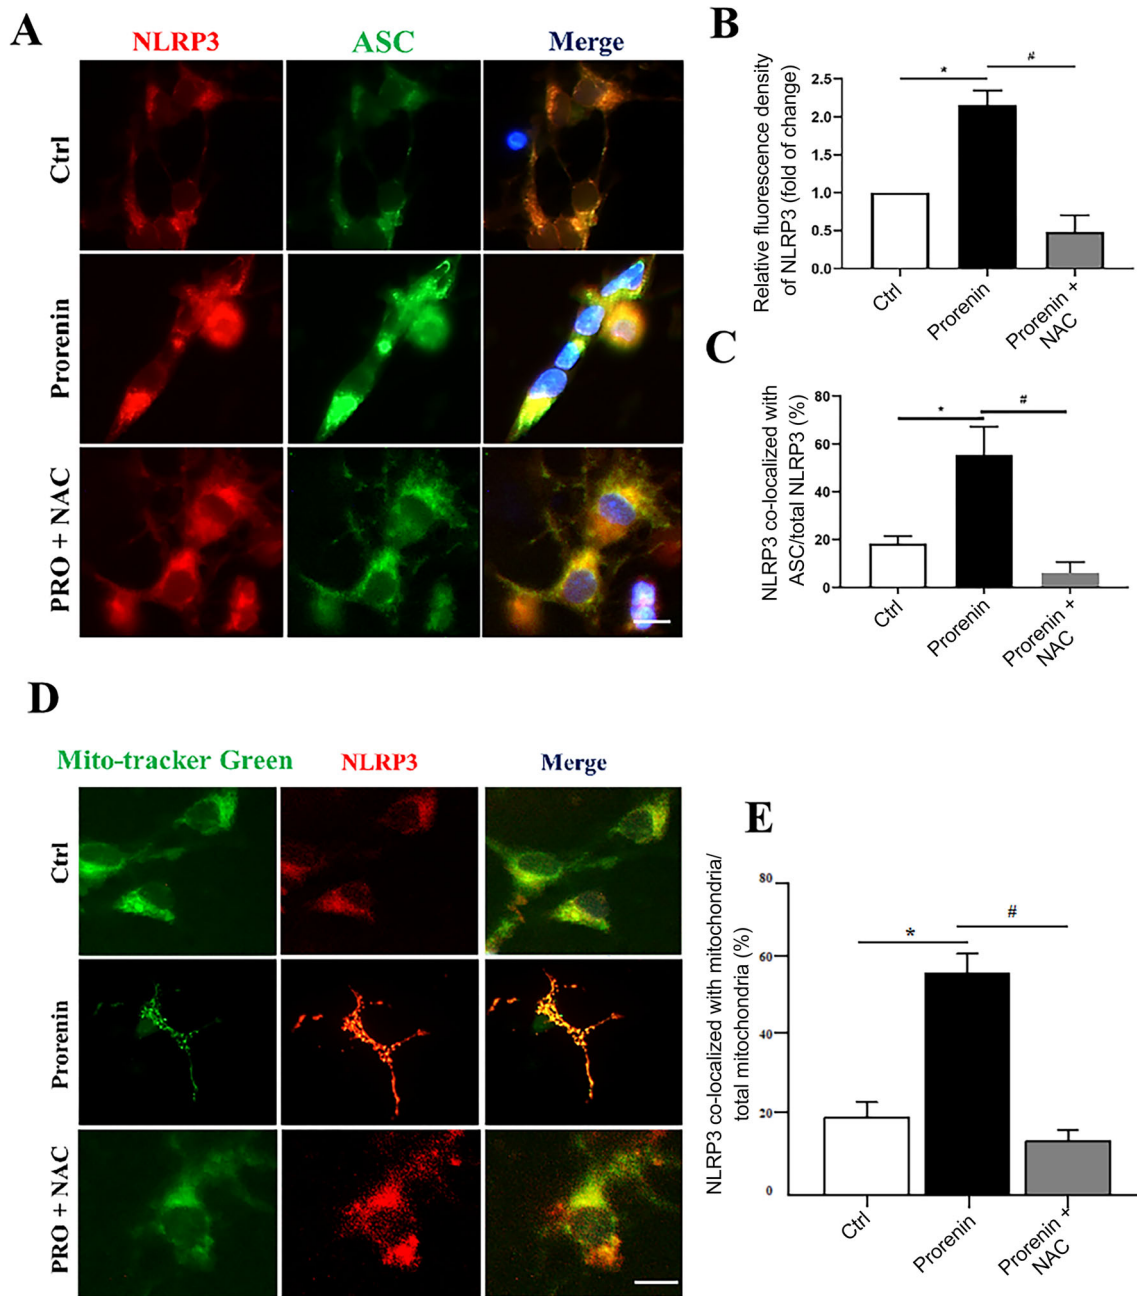 A
NLRP3 ASC Merge
Ctrl
Prorenin
PRO + NAC
B
Relative fluorescence density
of NLRP3 (fold of change)
2.5
2.0
1.5
1.0
0.5
0.0
* #
Ctrl
Prorenin
Prorenin +
NAC
C
NLRP3 co-localized with
ASC/total NLRP3 (%)
80
60
40
20
0
* #
Ctrl
Prorenin
Prorenin +
NAC
D
Mito-tracker Green NLRP3 Merge
Ctrl
Prorenin
PRO + NAC
E
NLRP3 co-localized with mitochondria/
total mitochondria (%)
80
60
40
20
0
* #
Ctrl
Prorenin
Prorenin +
NAC